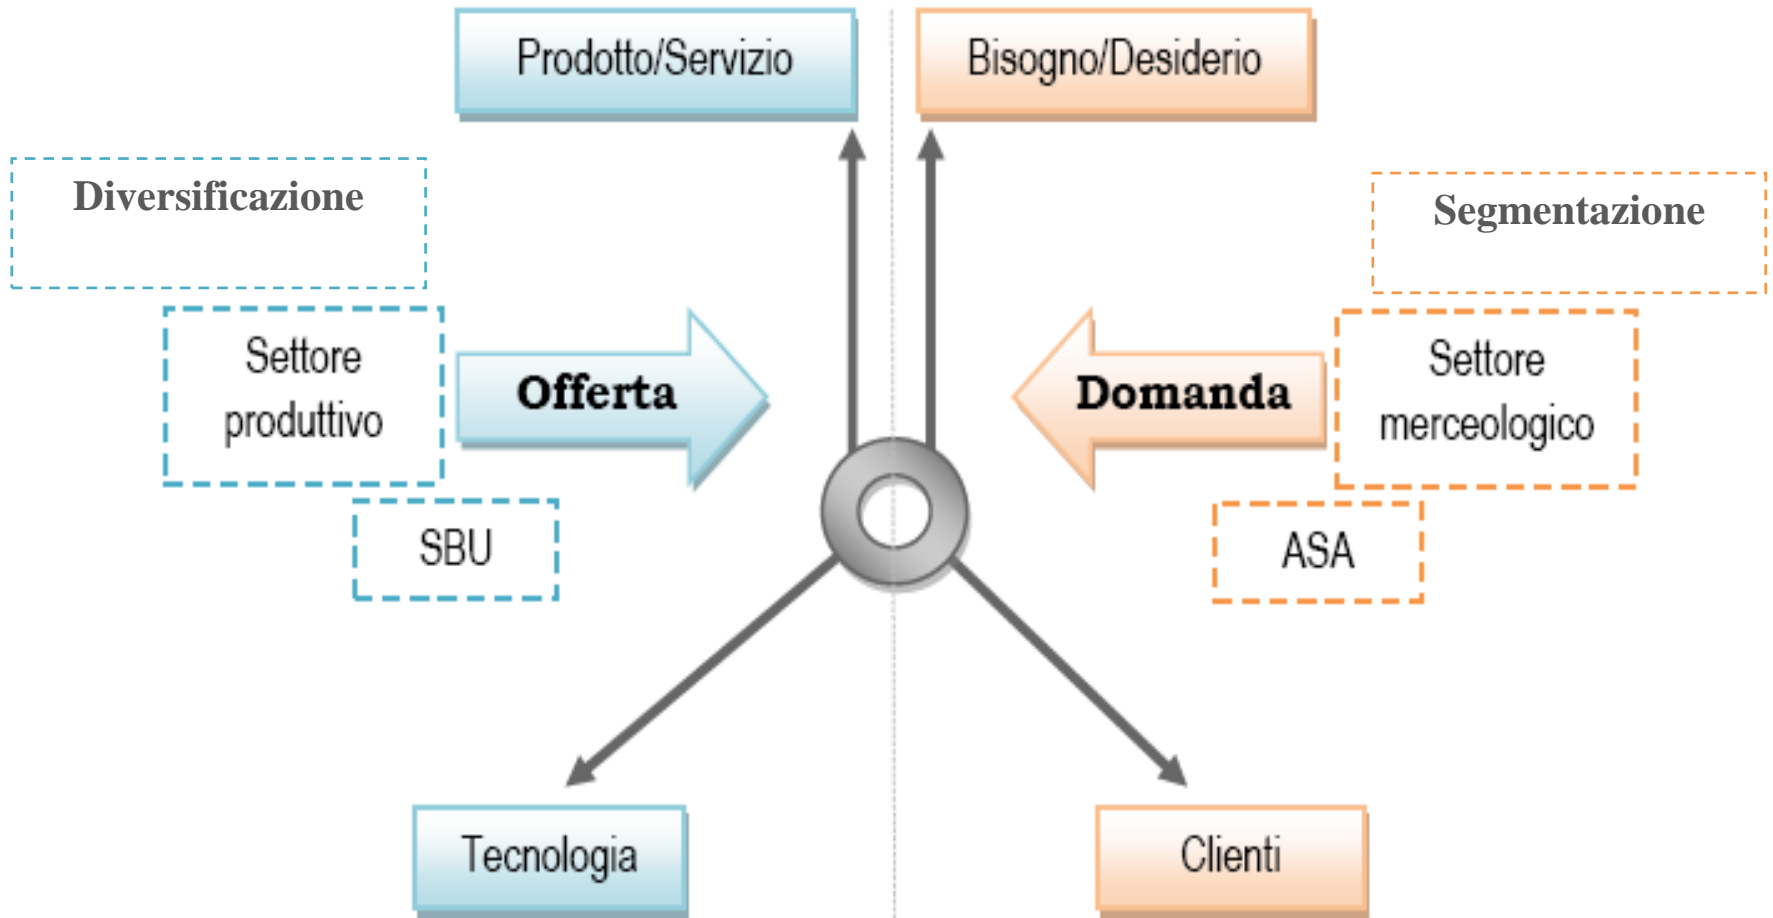 Prodotto/Servizio
Bisogno/Desiderio
Diversificazione
Segmentazione
Settore
produttivo
Offerta
Domanda
Settore
merceologico
SBU
ASA
Tecnologia
Clienti